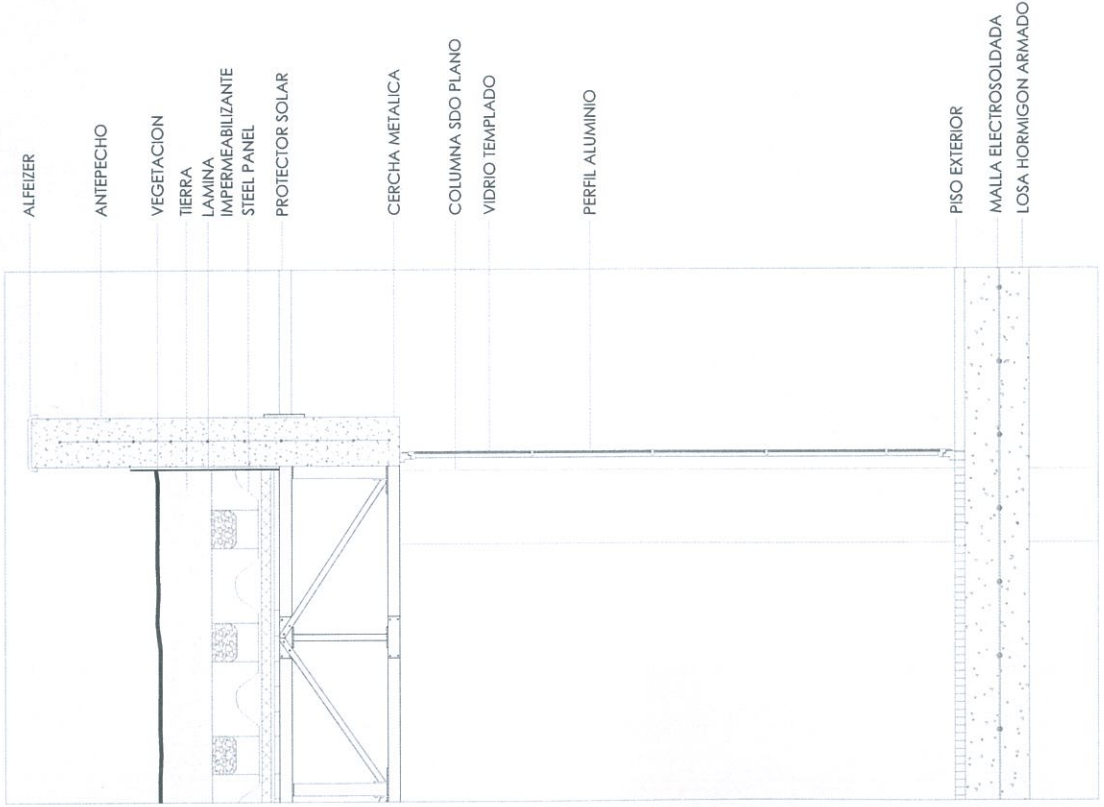 ALFEIZER
ANTEPECHO
VEGETACION
TIERRA
LAMINA
IMPERMEABILIZANTE
STEEL PANEL
PROTECTOR SOLAR
CERCHA METALICA
COLUMNA SDO PLANO
VIDRIO TEMPLADO
PERFIL ALUMINIO
PISO EXTERIOR
MALLA ELECTROSOLDADA
LOSA HORMIGON ARMADO